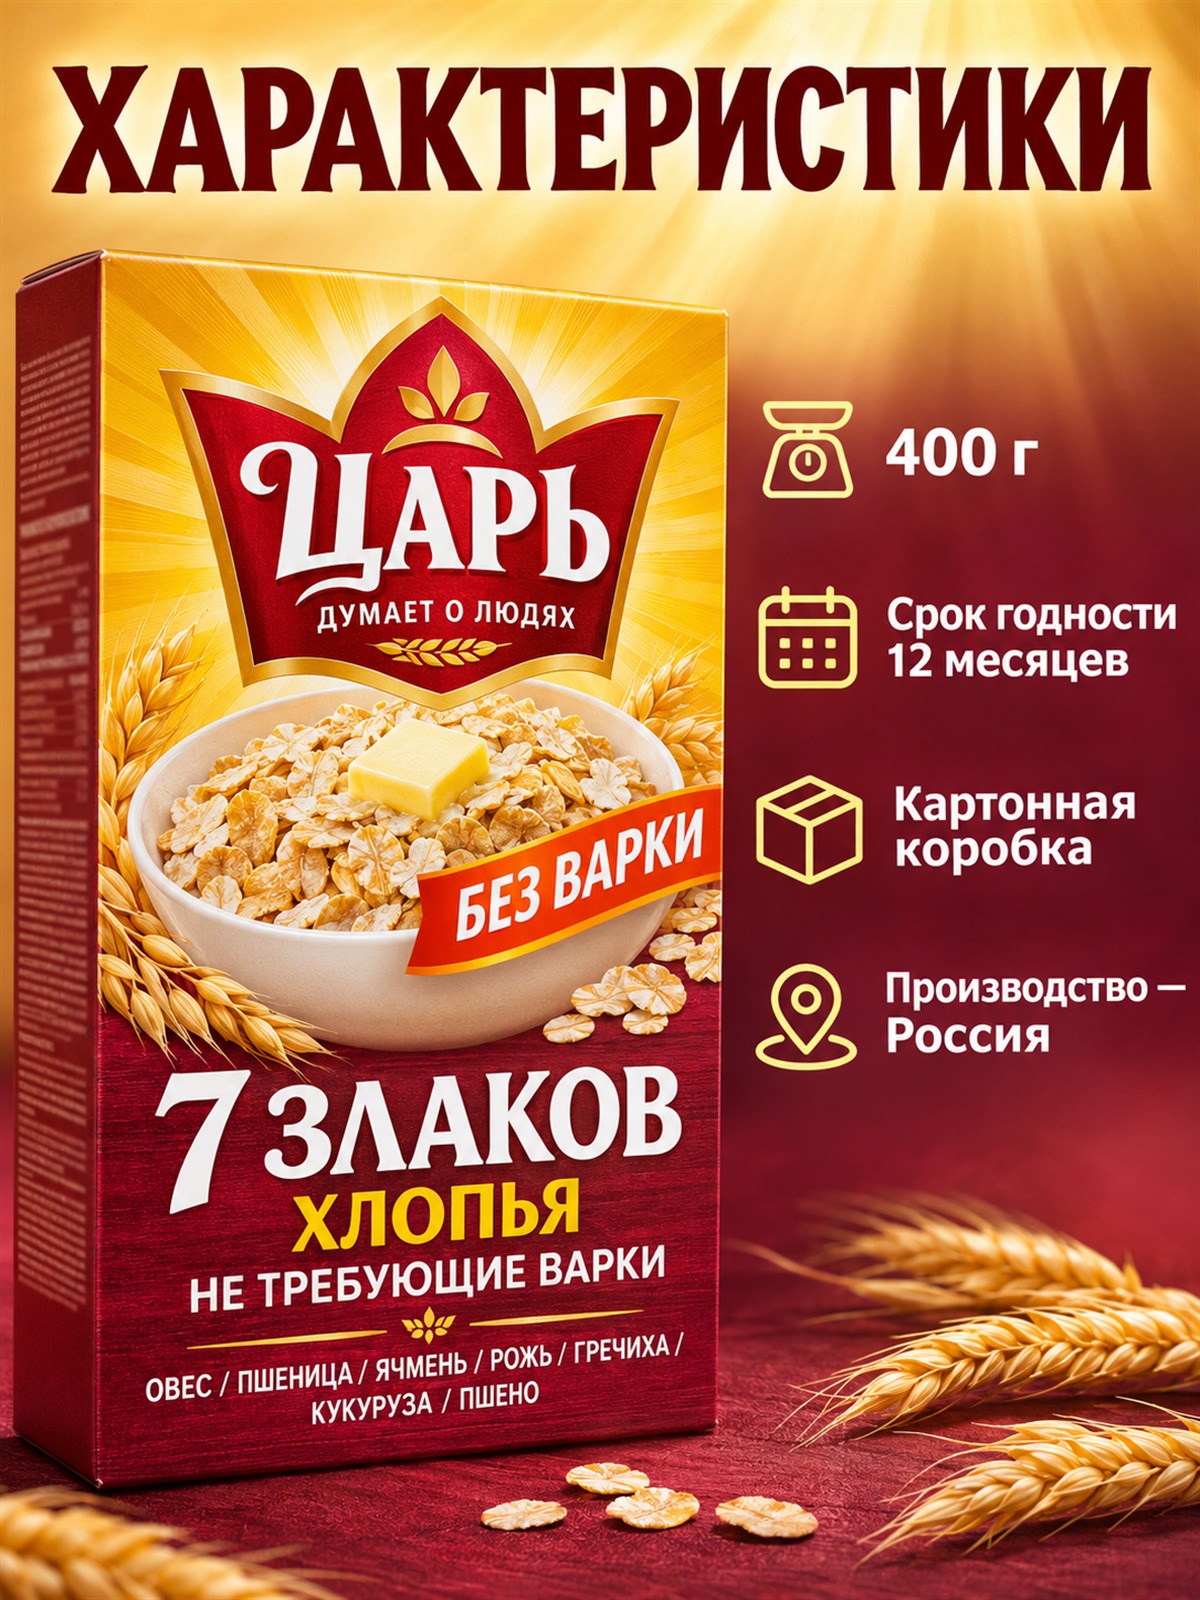 ХАРАКТЕРИСТИКИ
ЦАРЬ
ДУМАЕТ О ЛЮДЯХ
БЕЗ ВАРКИ
7 ЗЛАКОВ
ХЛОПЬЯ
НЕ ТРЕБУЮЩИЕ ВАРКИ
ОВЕС / ПШЕНИЦА / ЯЧМЕНЬ / РОЖЬ / ГРЕЧИХА /
КУКУРУЗА / ПШЕНО
400 г
Срок годности
12 месяцев
Картонная
коробка
Производство –
Россия